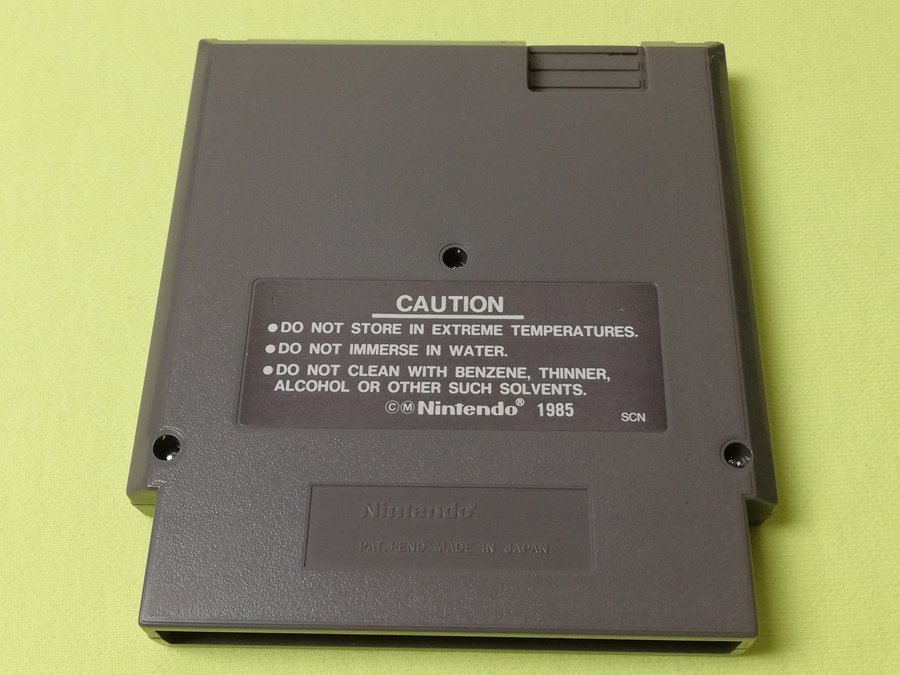 CAUTION
●DO NOT STORE IN EXTREME TEMPERATURES.
●DO NOT IMMERSE IN WATER.
●DO NOT CLEAN WITH BENZENE, THINNER,
ALCOHOL OR OTHER SUCH SOLVENTS.
ⒸⓂNintendo® 1985
SCN
Nintendo®
PAT. PEND. MADE IN JAPAN